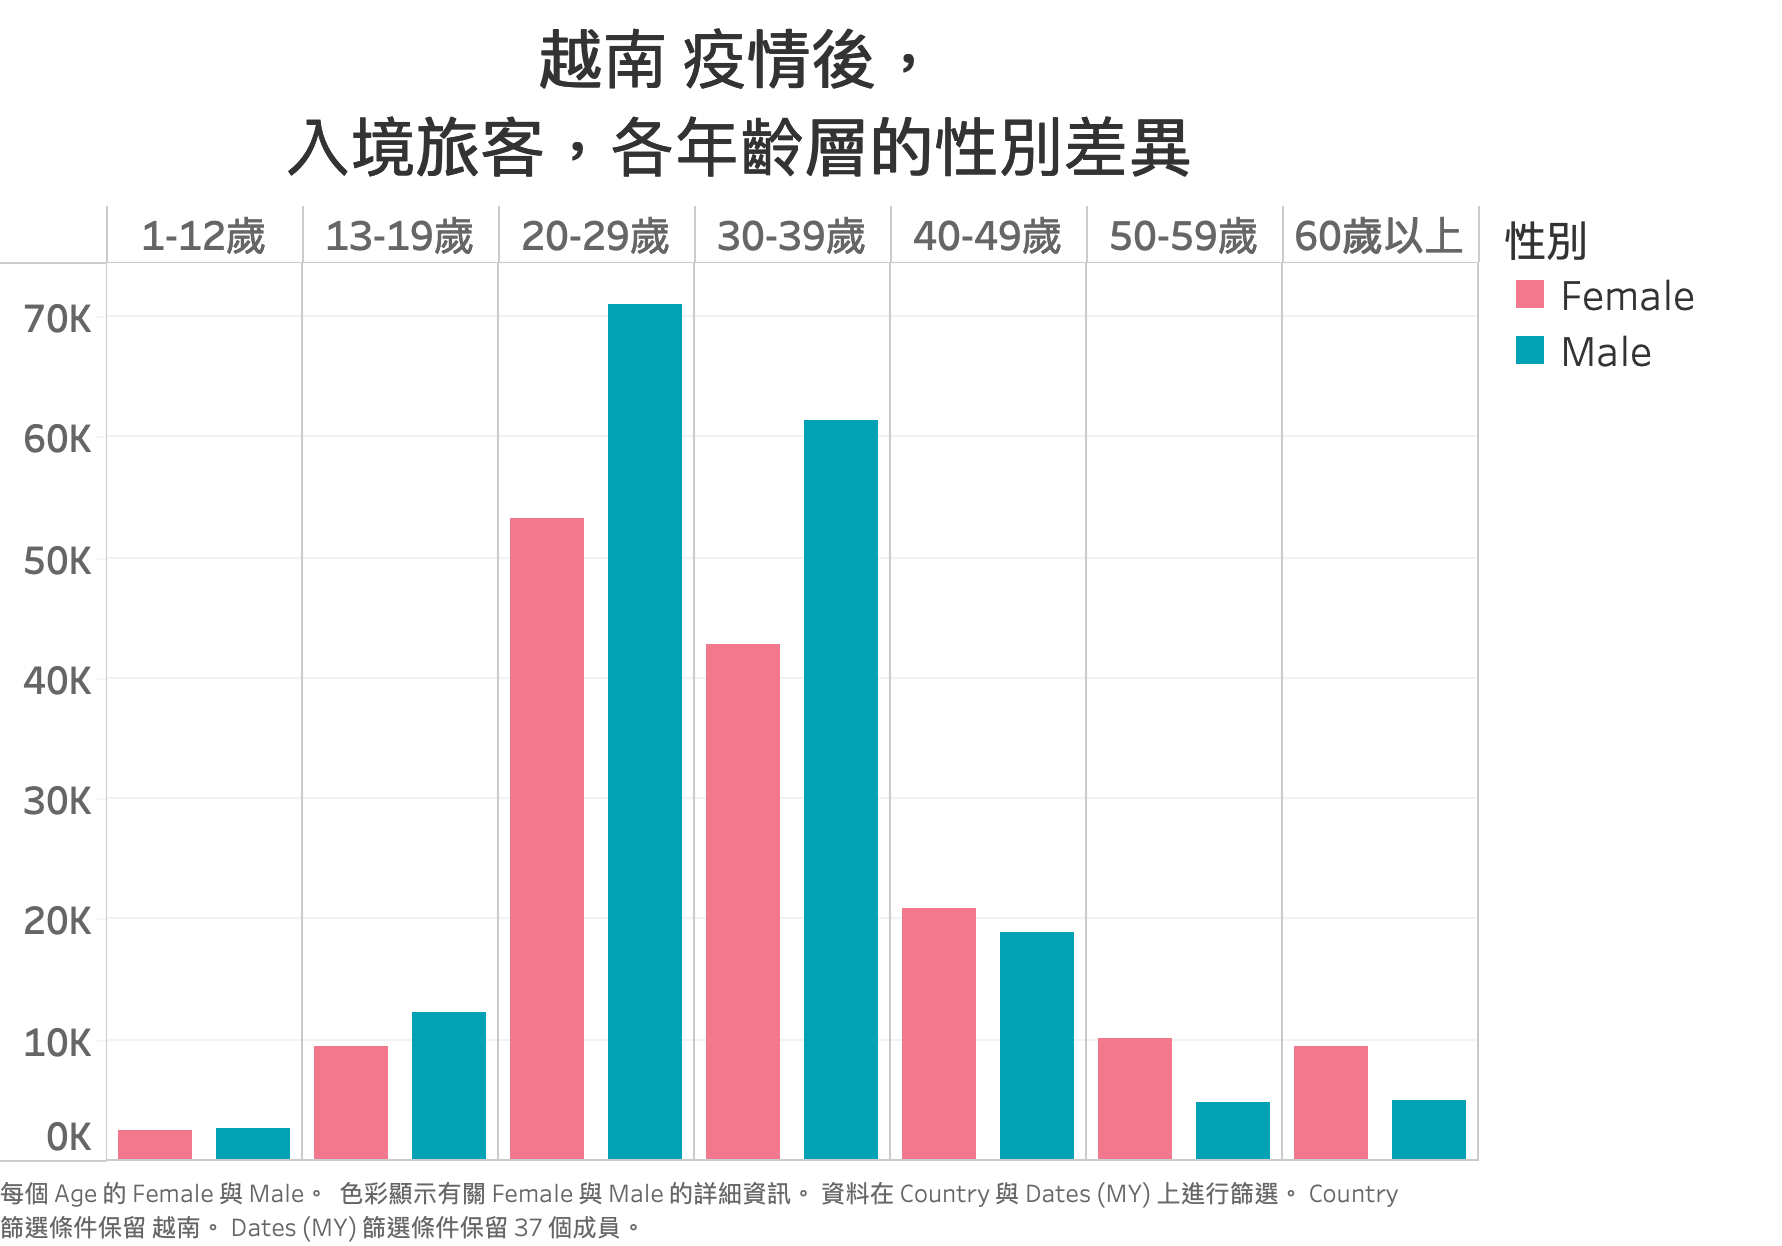 越南 疫情後，
入境旅客，各年齡層的性別差異
1-12歲 13-19歲 20-29歲 30-39歲 40-49歲 50-59歲 60歲以上
性別
Female
Male
70K
60K
50K
40K
30K
20K
10K
0K
每個 Age 的 Female 與 Male。 色彩顯示有關 Female 與 Male 的詳細資訊。 資料在 Country 與 Dates (MY) 上進行篩選。 Country
篩選條件保留 越南。 Dates (MY) 篩選條件保留 37 個成員。